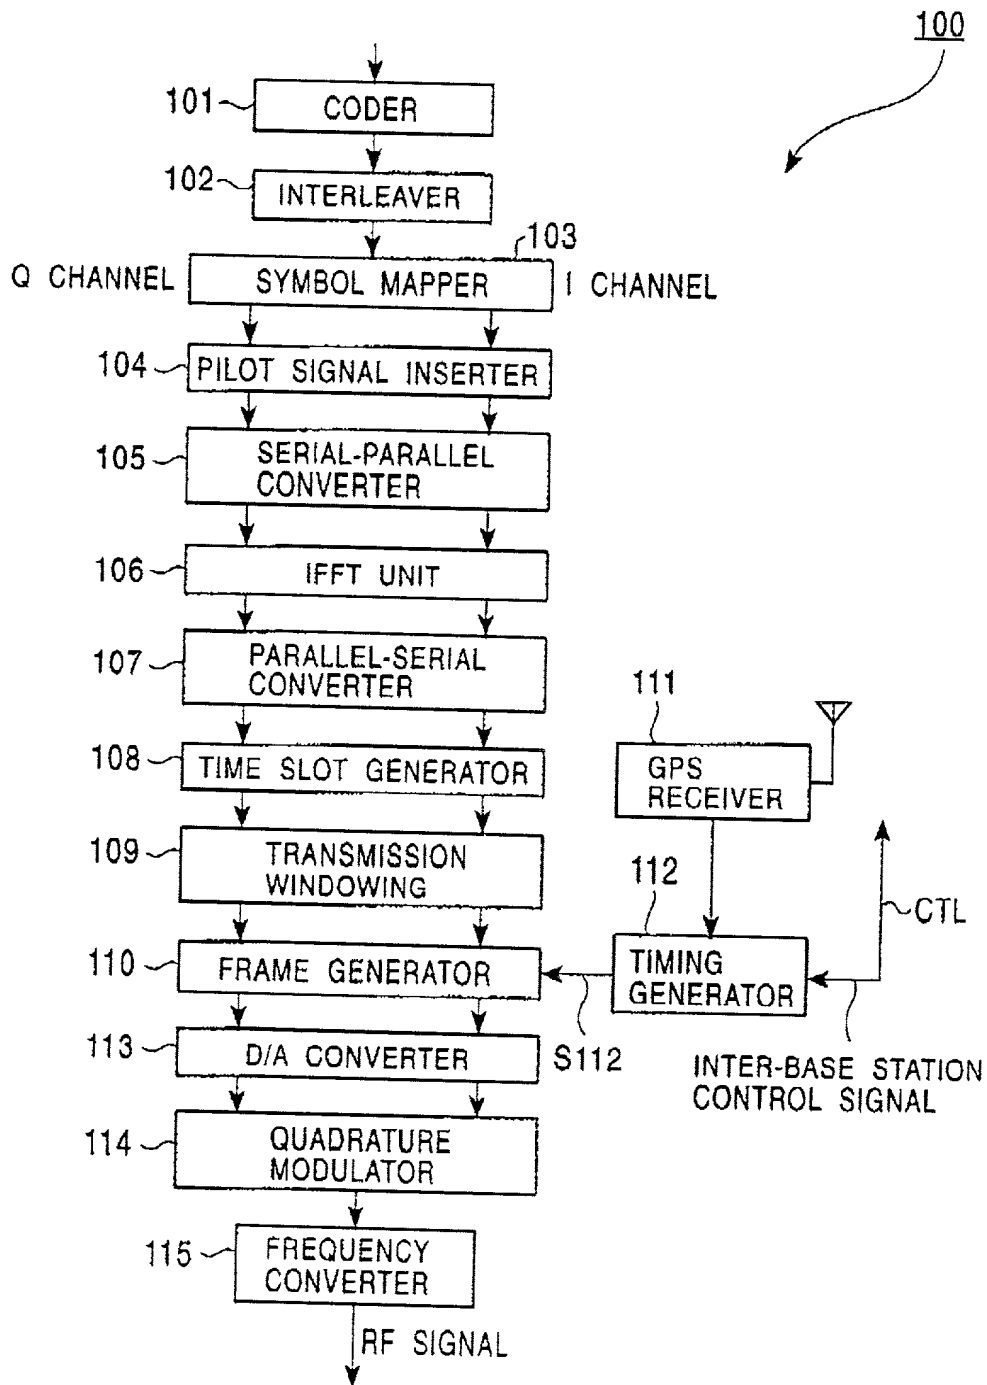 100
101
CODER
102
INTERLEAVER
103
Q CHANNEL
SYMBOL MAPPER
I CHANNEL
104
PILOT SIGNAL INSERTER
105
SERIAL-PARALLEL
CONVERTER
106
IFFT UNIT
107
PARALLEL-SERIAL
CONVERTER
111
108
TIME SLOT GENERATOR
GPS
RECEIVER
109
TRANSMISSION
WINDOWING
112
CTL
110
FRAME GENERATOR
TIMING
GENERATOR
113
D/A CONVERTER
S112
INTER-BASE STATION
CONTROL SIGNAL
114
QUADRATURE
MODULATOR
115
FREQUENCY
CONVERTER
RF SIGNAL